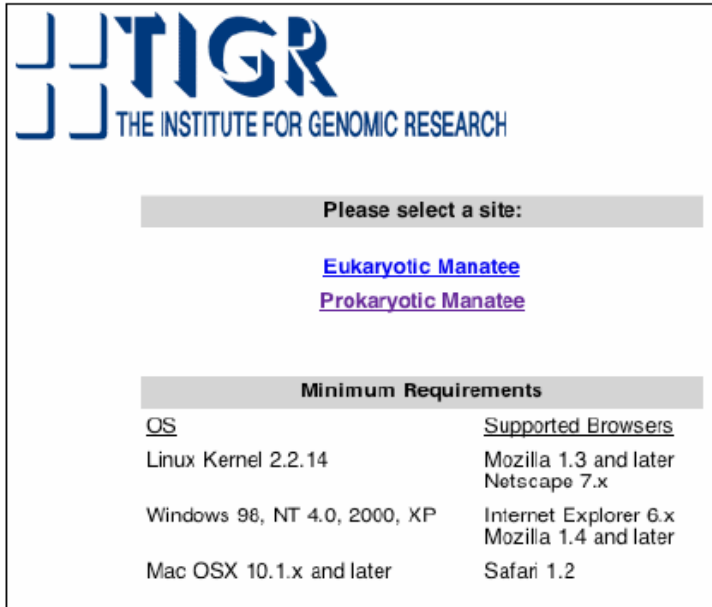 TIGR
THE INSTITUTE FOR GENOMIC RESEARCH
Please select a site:
Eukaryotic Manatee
Prokaryotic Manatee
Minimum Requirements
OS Supported Browsers
Linux Kernel 2.2.14 Mozilla 1.3 and later
Netscape 7.x
Windows 98, NT 4.0, 2000, XP Internet Explorer 6.x
Mozilla 1.4 and later
Mac OSX 10.1.x and later Safari 1.2